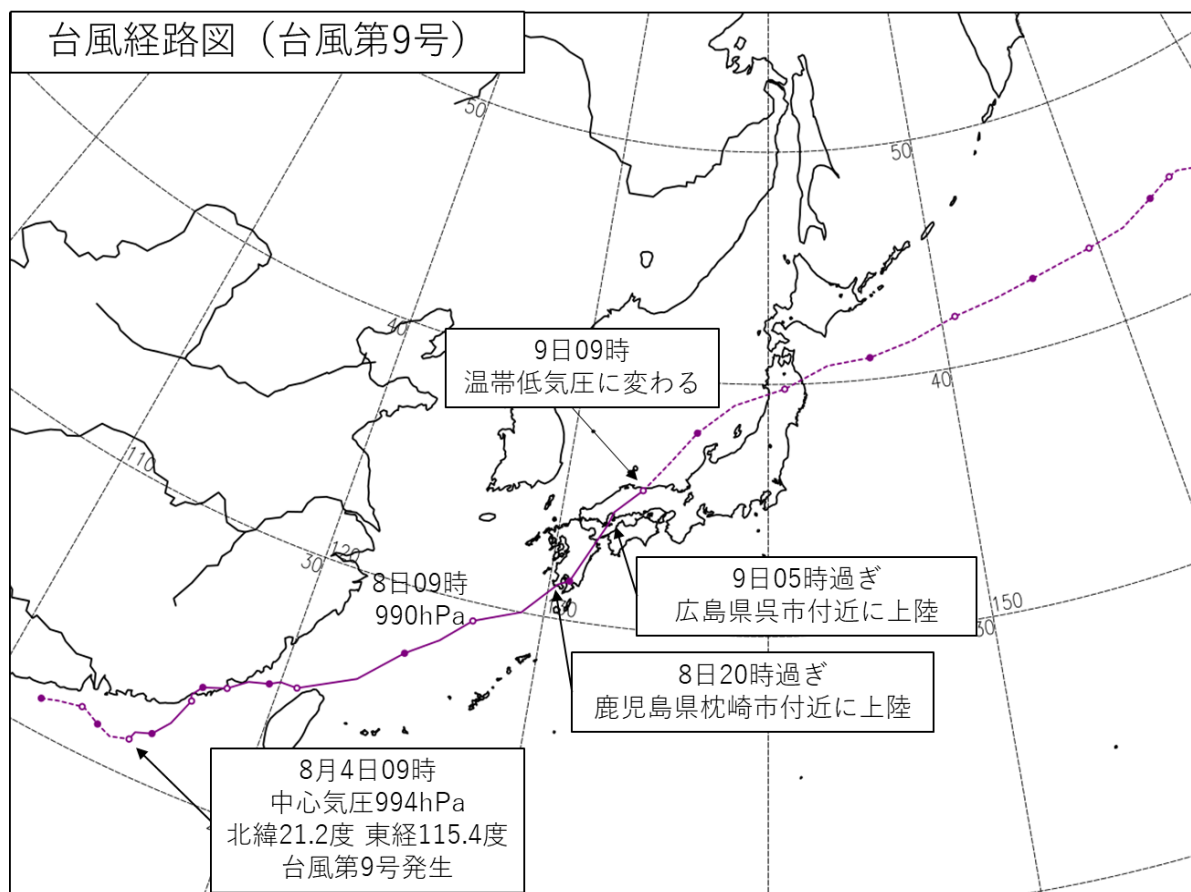 台風経路図（台風第9号）
50
50
40
9日09時
温帯低気圧に変わる
40
110
120
30
8日09時
990hPa
130
9日05時過ぎ
広島県呉市付近に上陸
150
30
8日20時過ぎ
鹿児島県枕崎市付近に上陸
8月4日09時
中心気圧994hPa
北緯21.2度 東経115.4度
台風第9号発生